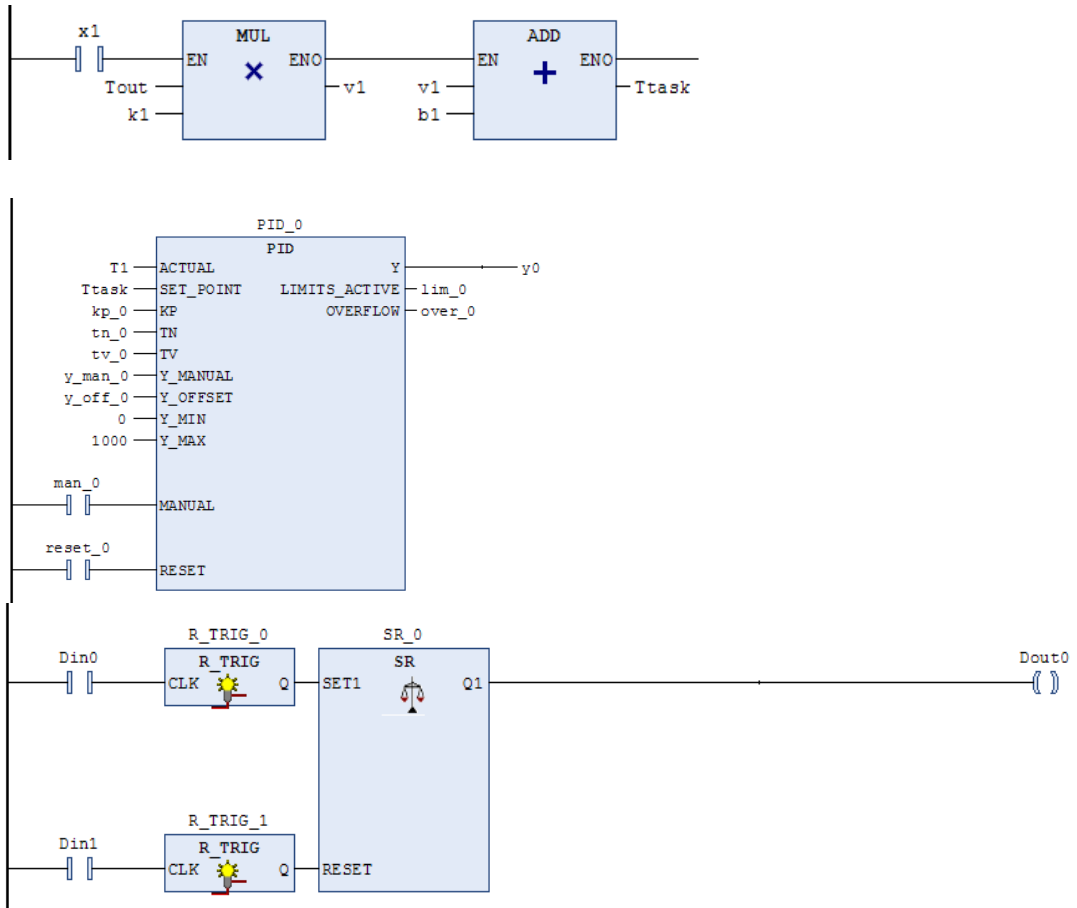 x1
MUL
ADD
EN ENO
EN ENO
Tout v1
v1 Ttask
k1
b1
PID_0
PID
T1 ACTUAL Y y0
Ttask SET_POINT LIMITS_ACTIVE lim_0
kp_0 KP OVERFLOW over_0
tn_0 TN
tv_0 TV
y_man_0 Y_MANUAL
y_off_0 Y_OFFSET
0 Y_MIN
1000 Y_MAX
man_0
MANUAL
reset_0
RESET
R_TRIG_0 SR_0
Din0 R_TRIG SR Dout0
CLK Q SET1 Q1
R_TRIG_1
Din1 R_TRIG
CLK Q RESET